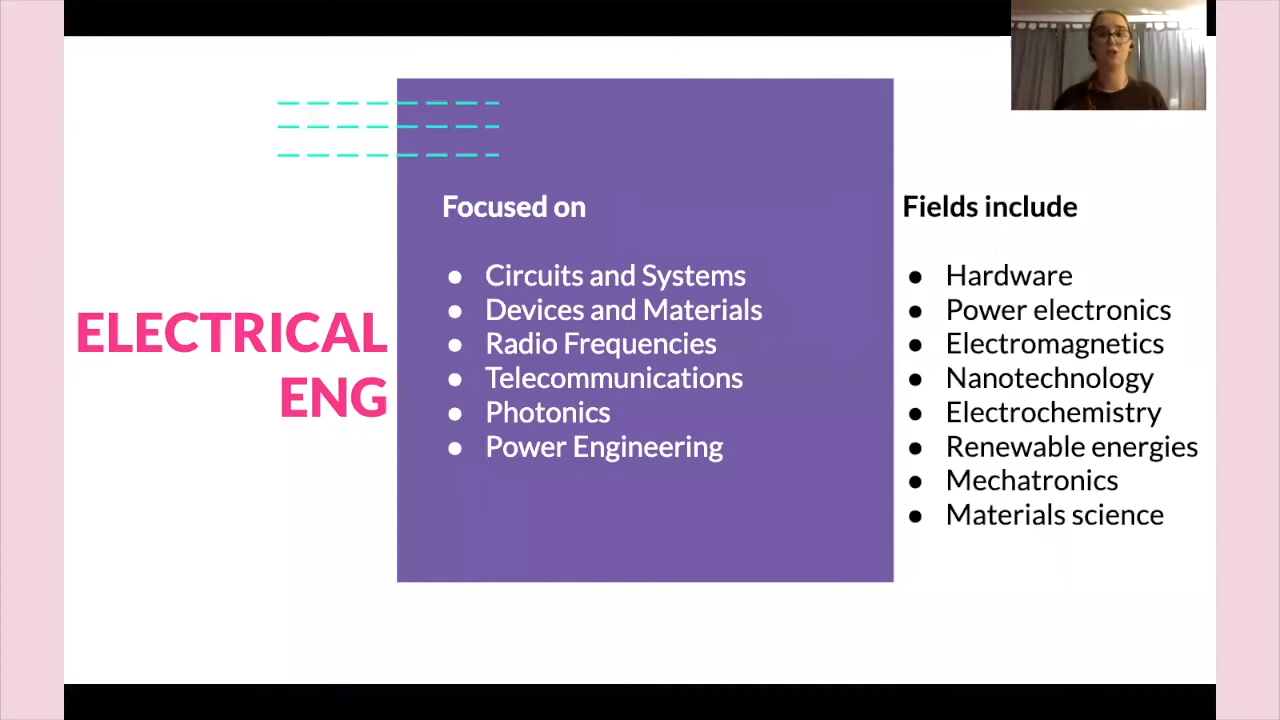 ELECTRICAL
ENG
Focused on
Circuits and Systems
Devices and Materials
Radio Frequencies
Telecommunications
Photonics
Power Engineering
Fields include
Hardware
Power electronics
Electromagnetics
Nanotechnology
Electrochemistry
Renewable energies
Mechatronics
Materials science